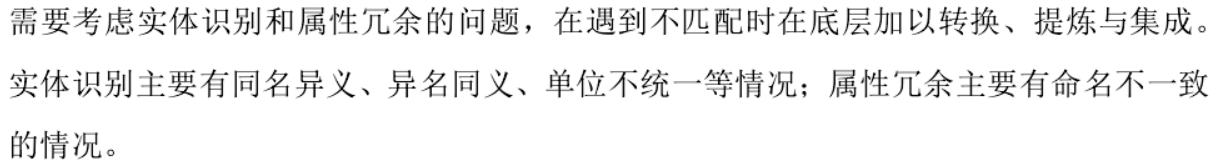 需要考虑实体识别和属性冗余的问题，在遇到不匹配时在底层加以转换、提炼与集成。
实体识别主要有同名异义、异名同义、单位不统一等情况；属性冗余主要有命名不一致
的情况。